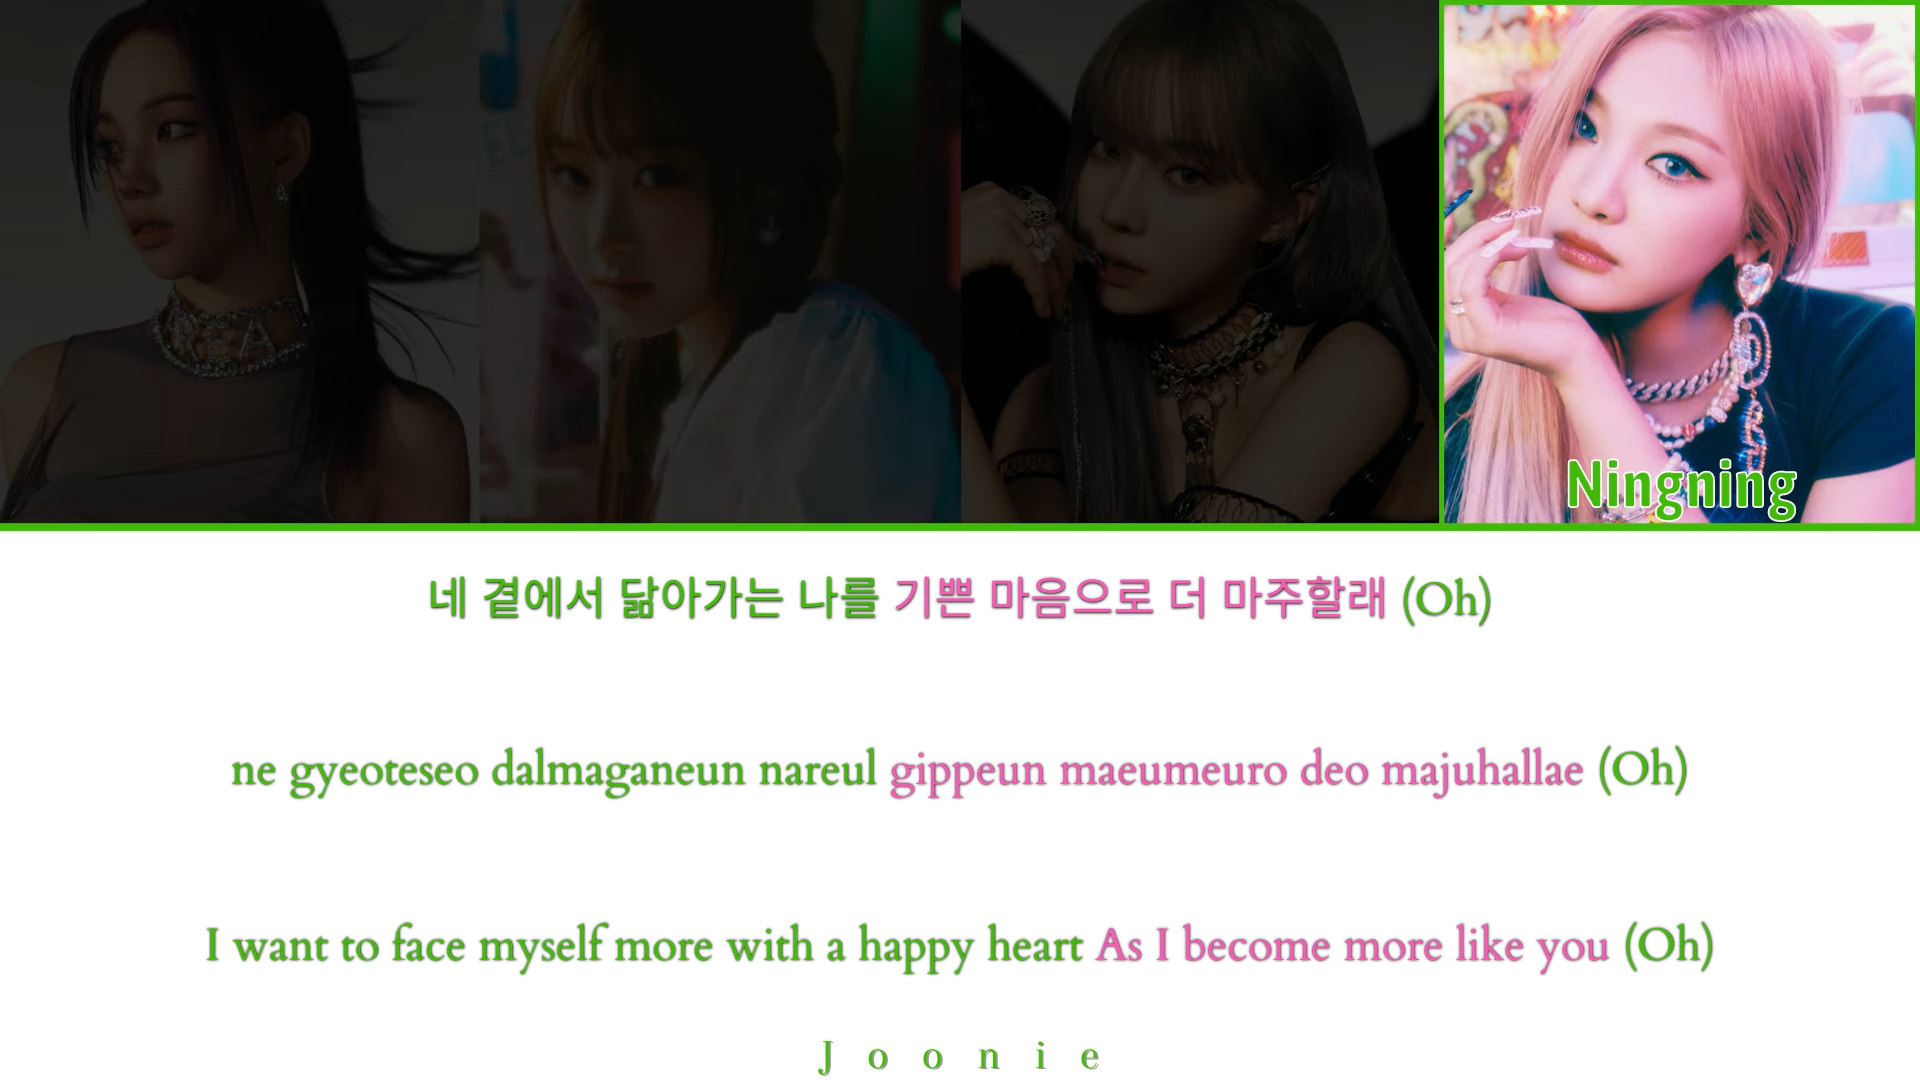 Ningning
네 곁에서 닮아가는 나를 기쁜 마음으로 더 마주할래 (Oh)
ne gyeoteseo dalmaganeun nareul gippeun maeumeuro deo majuhallae (Oh)
I want to face myself more with a happy heart As I become more like you (Oh)
Joonie